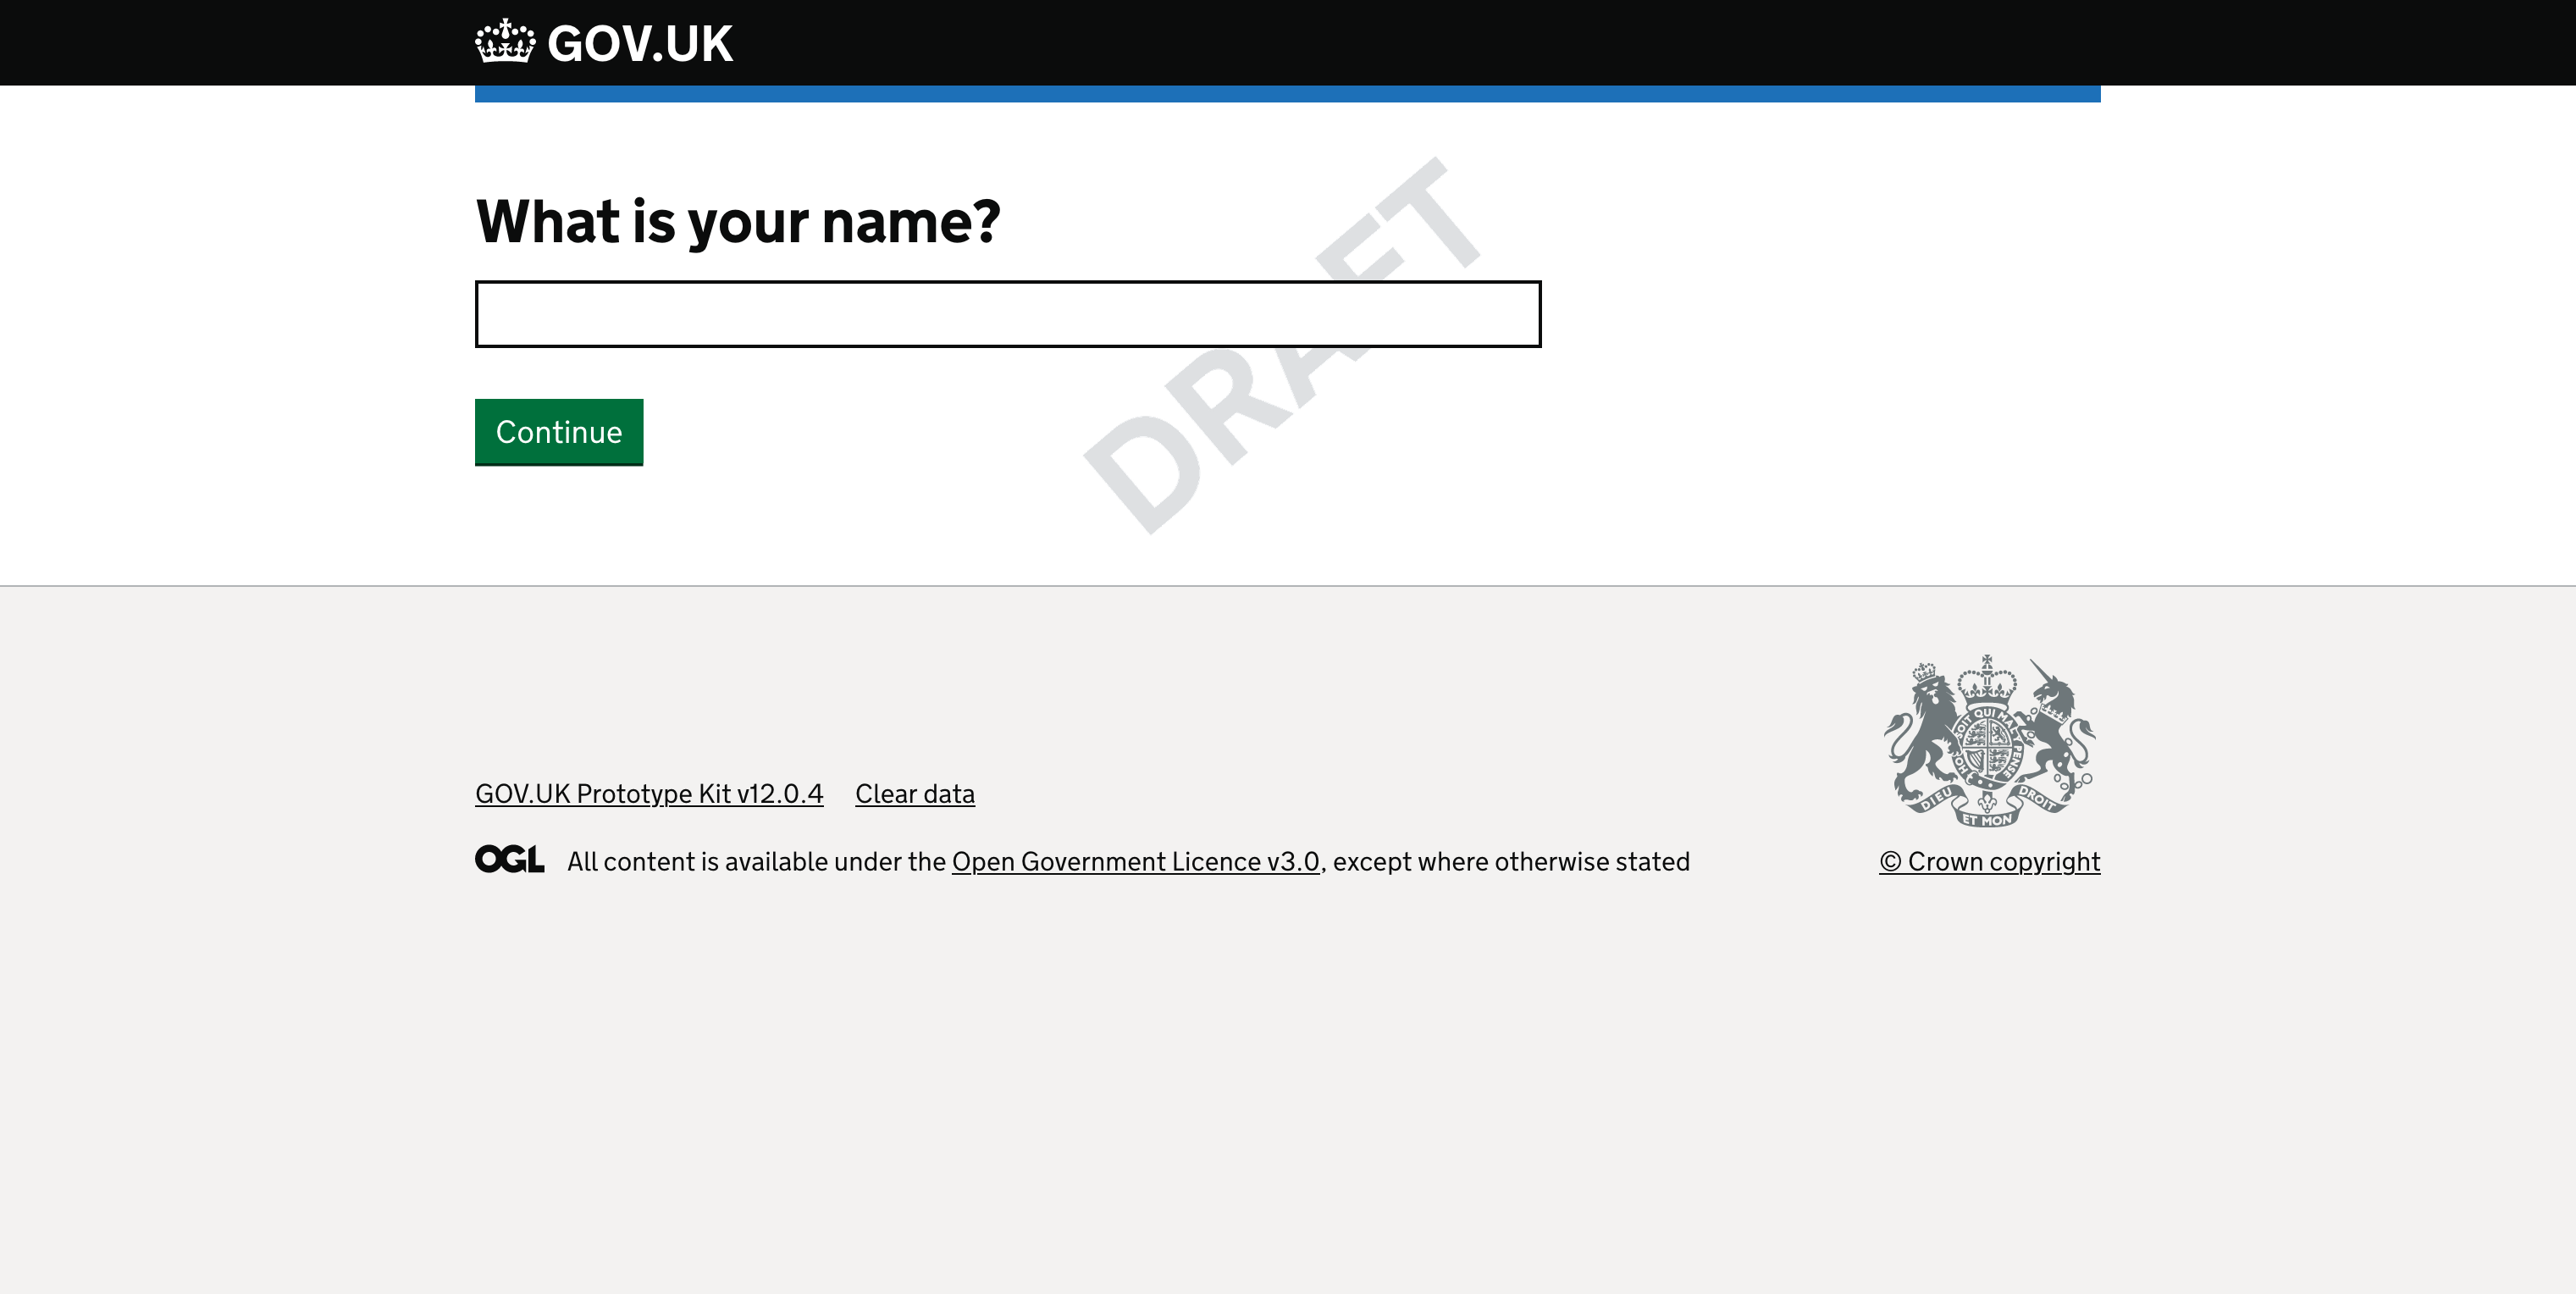 GOV.UK
What is your name?
DRAFT
Continue
GOV.UK Prototype Kit v12.0.4 Clear data
OGL All content is available under the Open Government Licence v3.0, except where otherwise stated
SOIT QUI MAL
PENSE
HO
DIEU ET MON DROIT
© Crown copyright